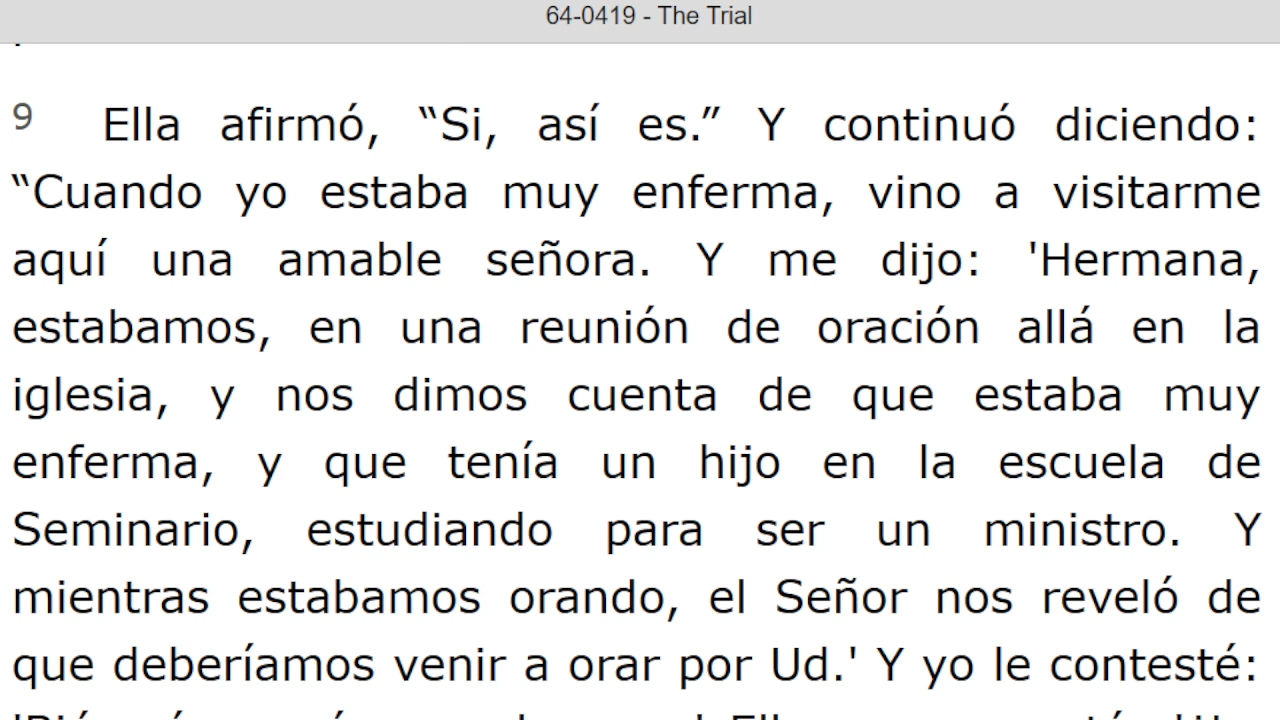 64-0419 - The Trial
9 Ella afirmó, “Si, así es.” Y continuó diciendo:
“Cuando yo estaba muy enferma, vino a visitarme
aquí una amable señora. Y me dijo: 'Hermana,
estabamos, en una reunión de oración allá en la
iglesia, y nos dimos cuenta de que estaba muy
enferma, y que tenía un hijo en la escuela de
Seminario, estudiando para ser un ministro. Y
mientras estabamos orando, el Señor nos reveló de
que deberíamos venir a orar por Ud.' Y yo le contesté: